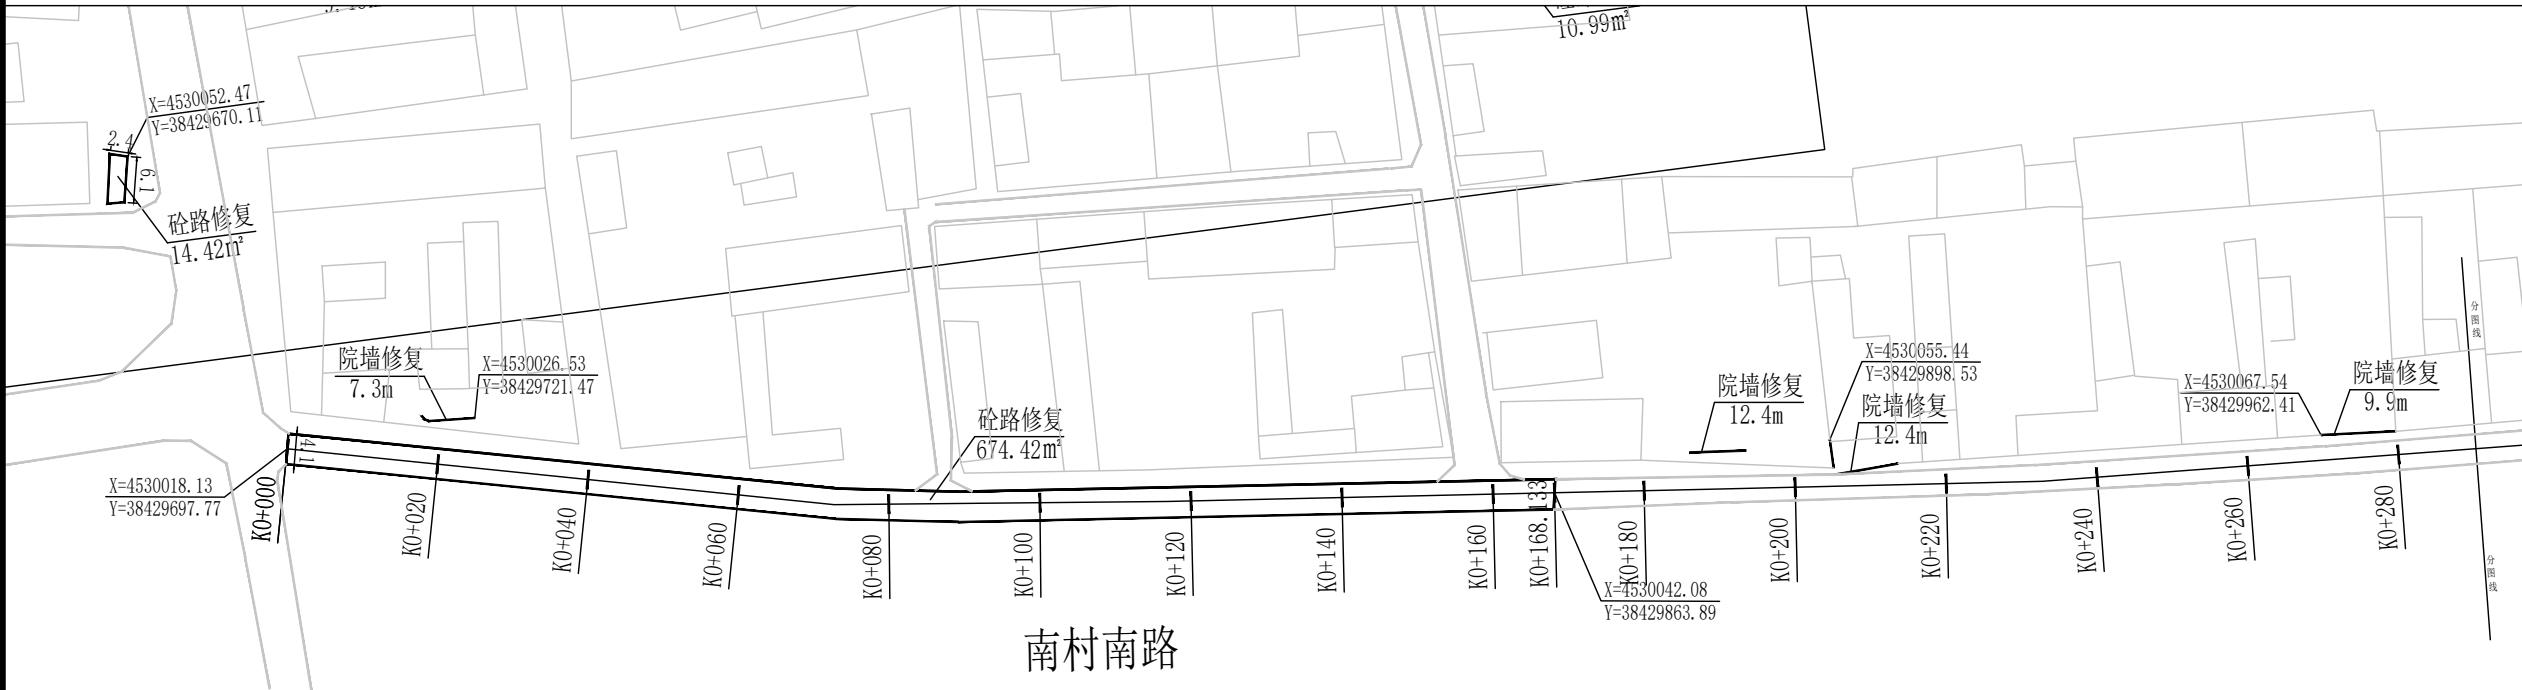 10.99m²
X=4530052.47
Y=38429670.11
2.4
6.1
砼路修复
14.42m²
院墙修复
7.3m
X=4530026.53
Y=38429721.47
4.1
X=4530018.13
Y=38429697.77
砼路修复
674.42m²
院墙修复
12.4m
X=4530055.44
Y=38429898.53
院墙修复
12.4m
X=4530067.54
Y=38429962.41
院墙修复
9.9m
分图线
分图线
K0+000
K0+020
K0+040
K0+060
K0+080
K0+100
K0+120
K0+140
K0+160
K0+168.133
K0+180
K0+200
K0+220
K0+240
K0+260
K0+280
X=4530042.08
Y=38429863.89
南村南路